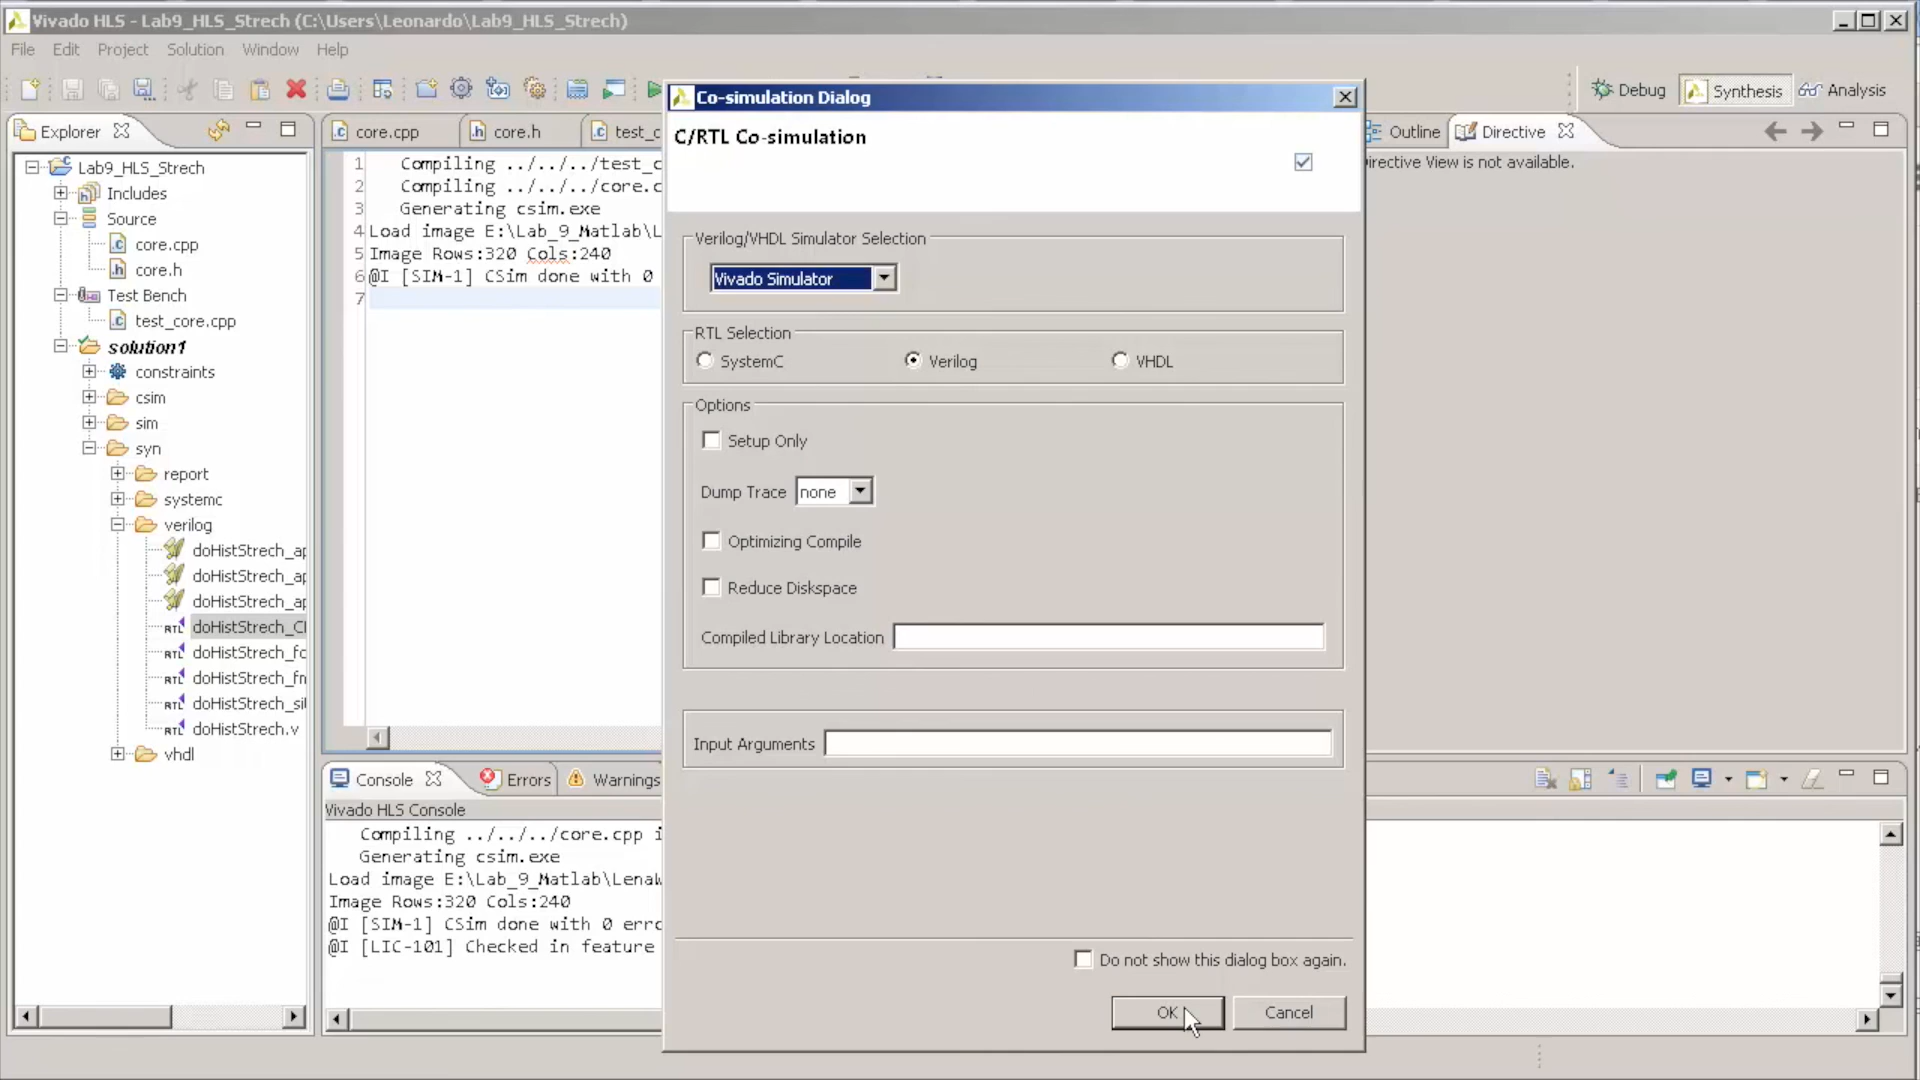 Vivado HLS - Lab9_HLS_Strech (C:\Users\Leonardo\Lab9_HLS_Strech)
File Edit Project Solution Window Help
Debug Synthesis Analysis
Explorer
Lab9_HLS_Strech
Includes
Source
core.cpp
core.h
Test Bench
test_core.cpp
solution1
constraints
csim
sim
syn
report
systemc
verilog
doHistStrech_ap
doHistStrech_ap
doHistStrech_ap
RTL doHistStrech_Cl
RTL doHistStrech_fc
RTL doHistStrech_fn
RTL doHistStrech_si
RTL doHistStrech.v
vhdl
core.cpp core.h test_c
1 Compiling ../../../test_c
2 Compiling ../../../core.c
3 Generating csim.exe
4 Load image E:\Lab_9_Matlab\L
5 Image Rows:320 Cols:240
6 @I [SIM-1] CSim done with 0
7
Co-simulation Dialog
C/RTL Co-simulation
Verilog/VHDL Simulator Selection
Vivado Simulator
RTL Selection
SystemC Verilog VHDL
Options
Setup Only
Dump Trace none
Optimizing Compile
Reduce Diskspace
Compiled Library Location
Input Arguments
Do not show this dialog box again.
OK Cancel
Outline Directive
irective View is not available.
Console Errors Warnings
Vivado HLS Console
Compiling ../../../core.cpp i
Generating csim.exe
Load image E:\Lab_9_Matlab\LenaW
Image Rows:320 Cols:240
@I [SIM-1] CSim done with 0 erro
@I [LIC-101] Checked in feature